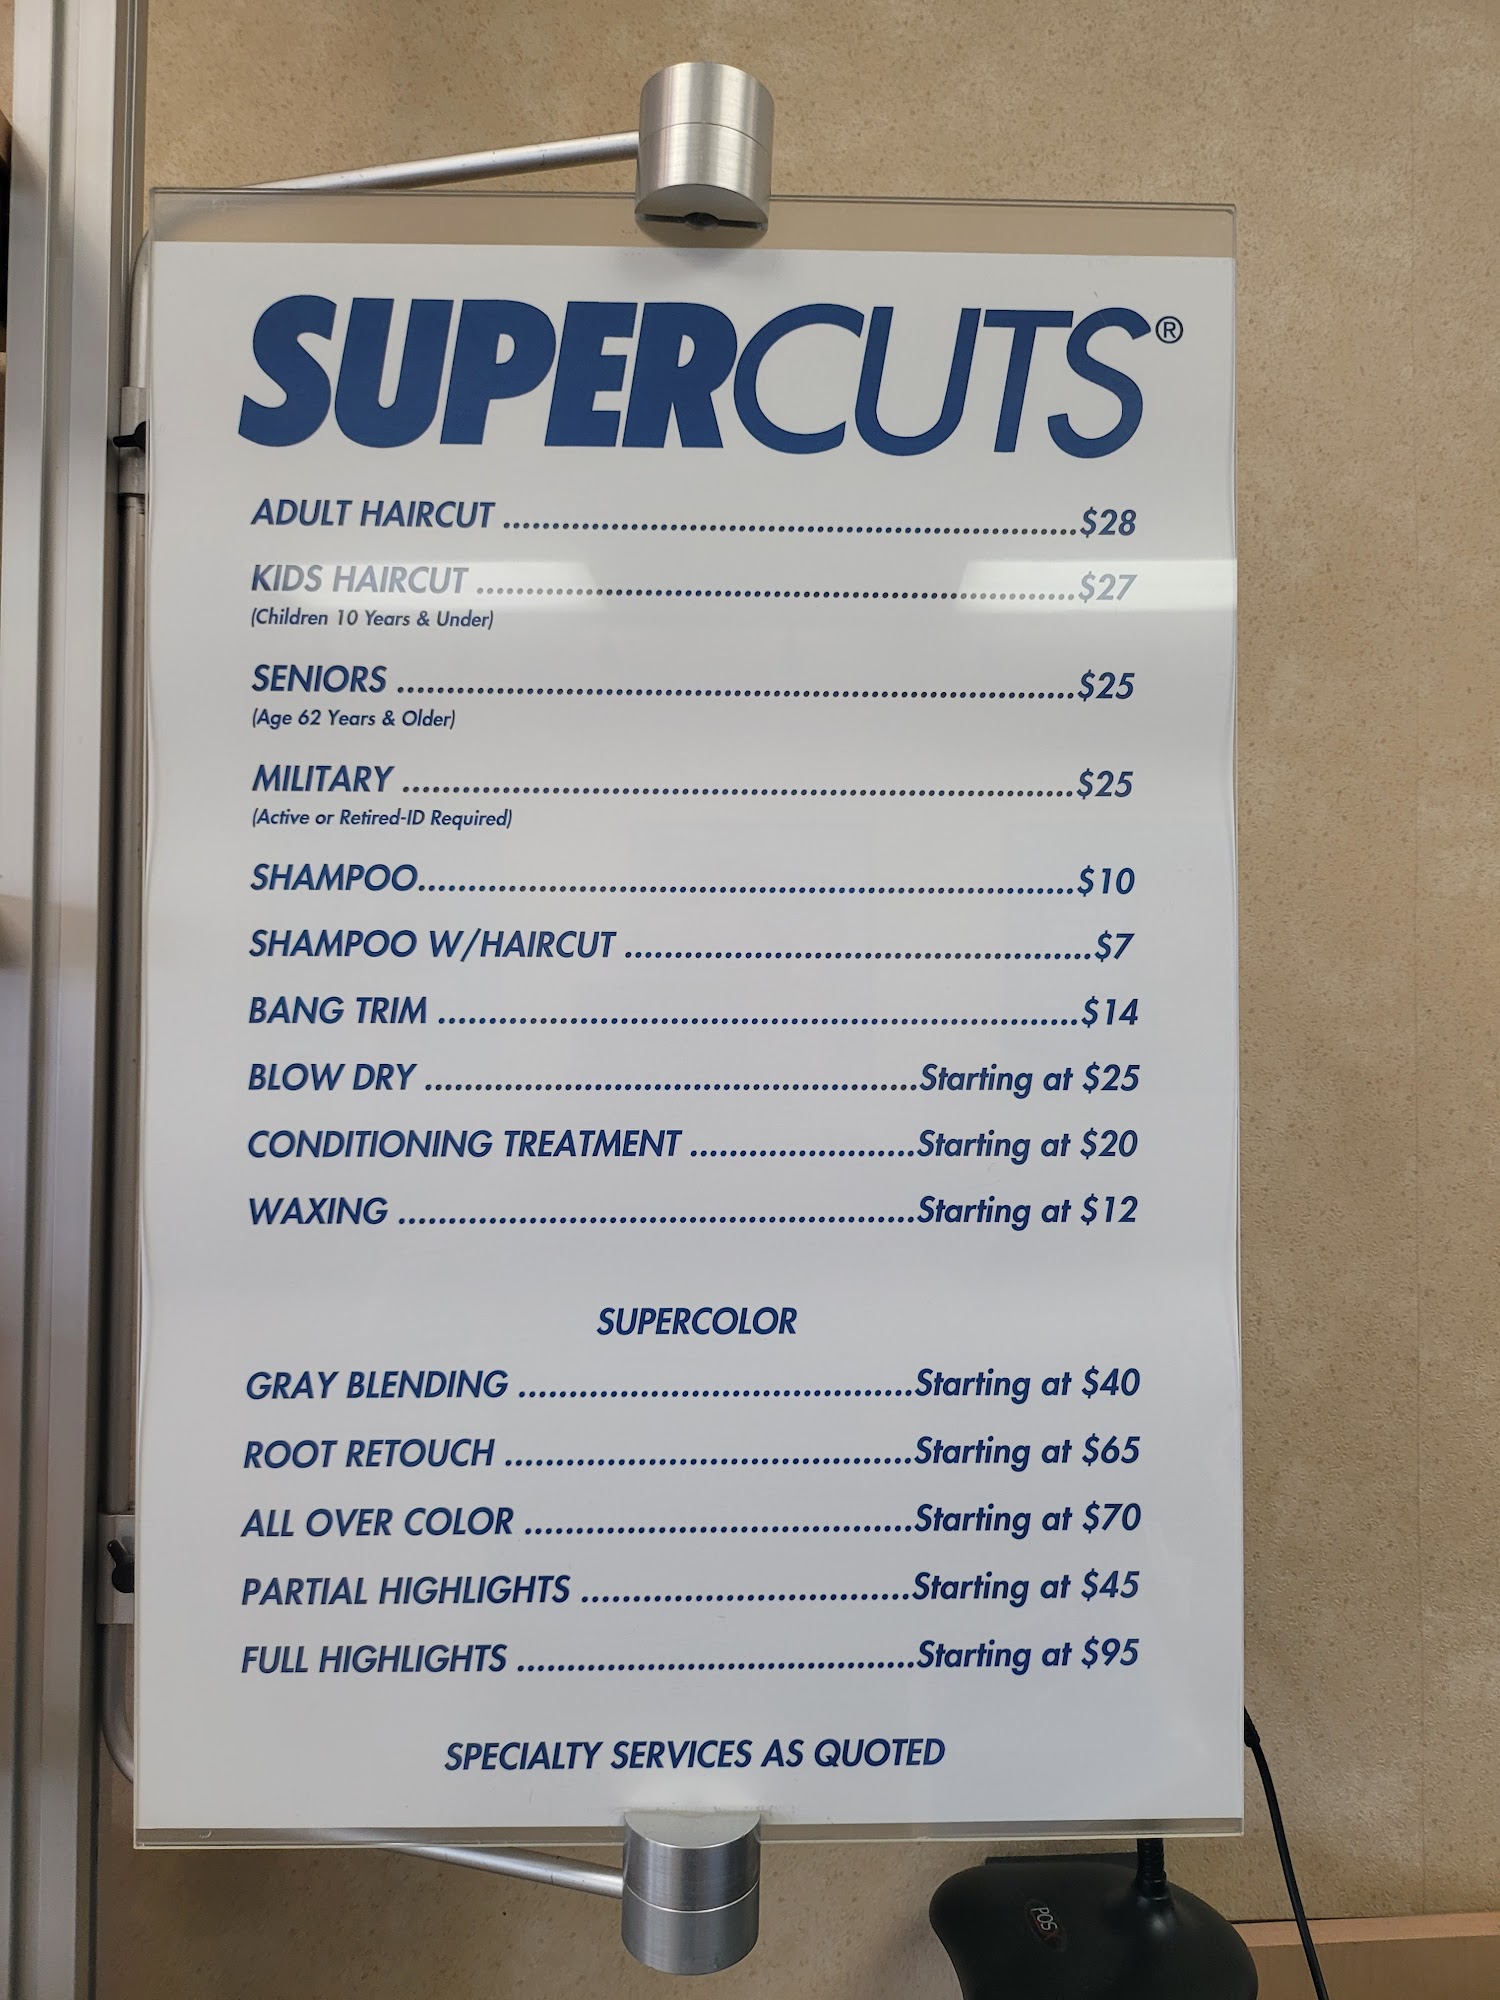 SUPERCUTS®
ADULT HAIRCUT ........................................................... $28
KIDS HAIRCUT ............................................................. $27
(Children 10 Years & Under)
SENIORS ..................................................................... $25
(Age 62 Years & Older)
MILITARY ..................................................................... $25
(Active or Retired-ID Required)
SHAMPOO................................................................... $10
SHAMPOO W/HAIRCUT ................................................ $7
BANG TRIM ................................................................. $14
BLOW DRY ..................................................Starting at $25
CONDITIONING TREATMENT .......................Starting at $20
WAXING .....................................................Starting at $12
SUPERCOLOR
GRAY BLENDING ........................................Starting at $40
ROOT RETOUCH .........................................Starting at $65
ALL OVER COLOR .......................................Starting at $70
PARTIAL HIGHLIGHTS .................................Starting at $45
FULL HIGHLIGHTS ........................................Starting at $95
SPECIALTY SERVICES AS QUOTED
POSX